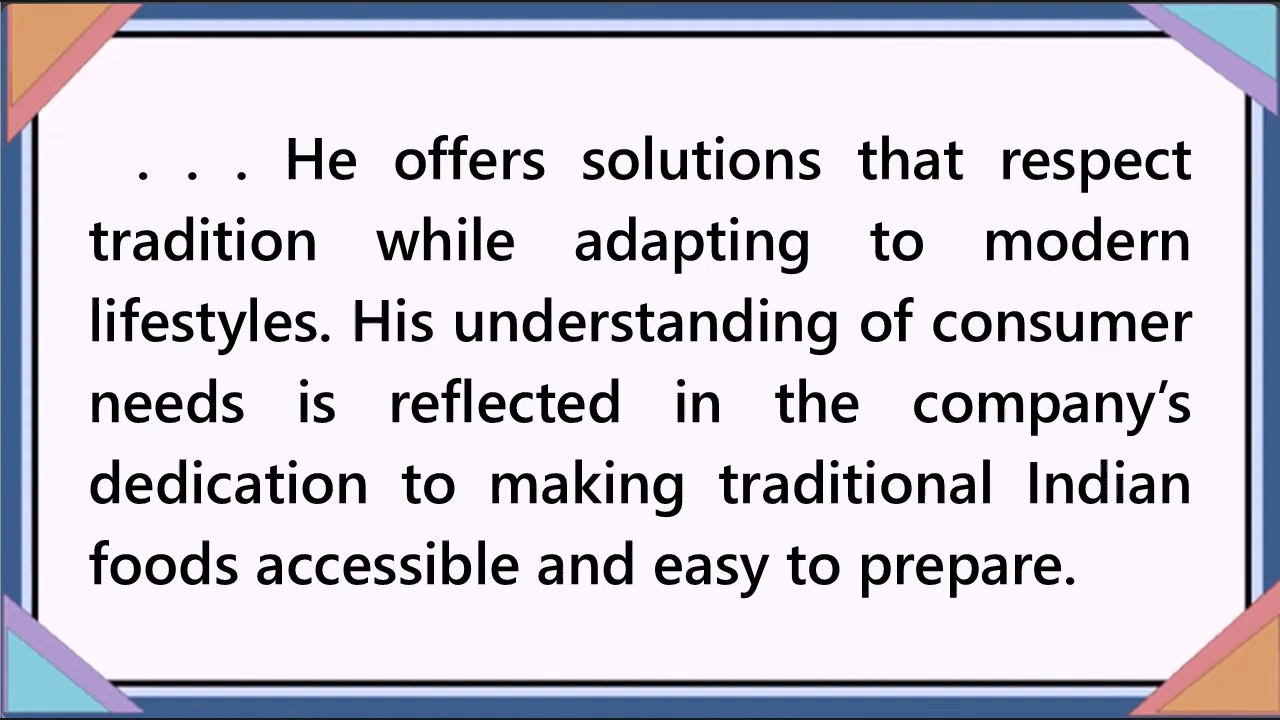 . . . He offers solutions that respect
tradition while adapting to modern
lifestyles. His understanding of consumer
needs is reflected in the company’s
dedication to making traditional Indian
foods accessible and easy to prepare.